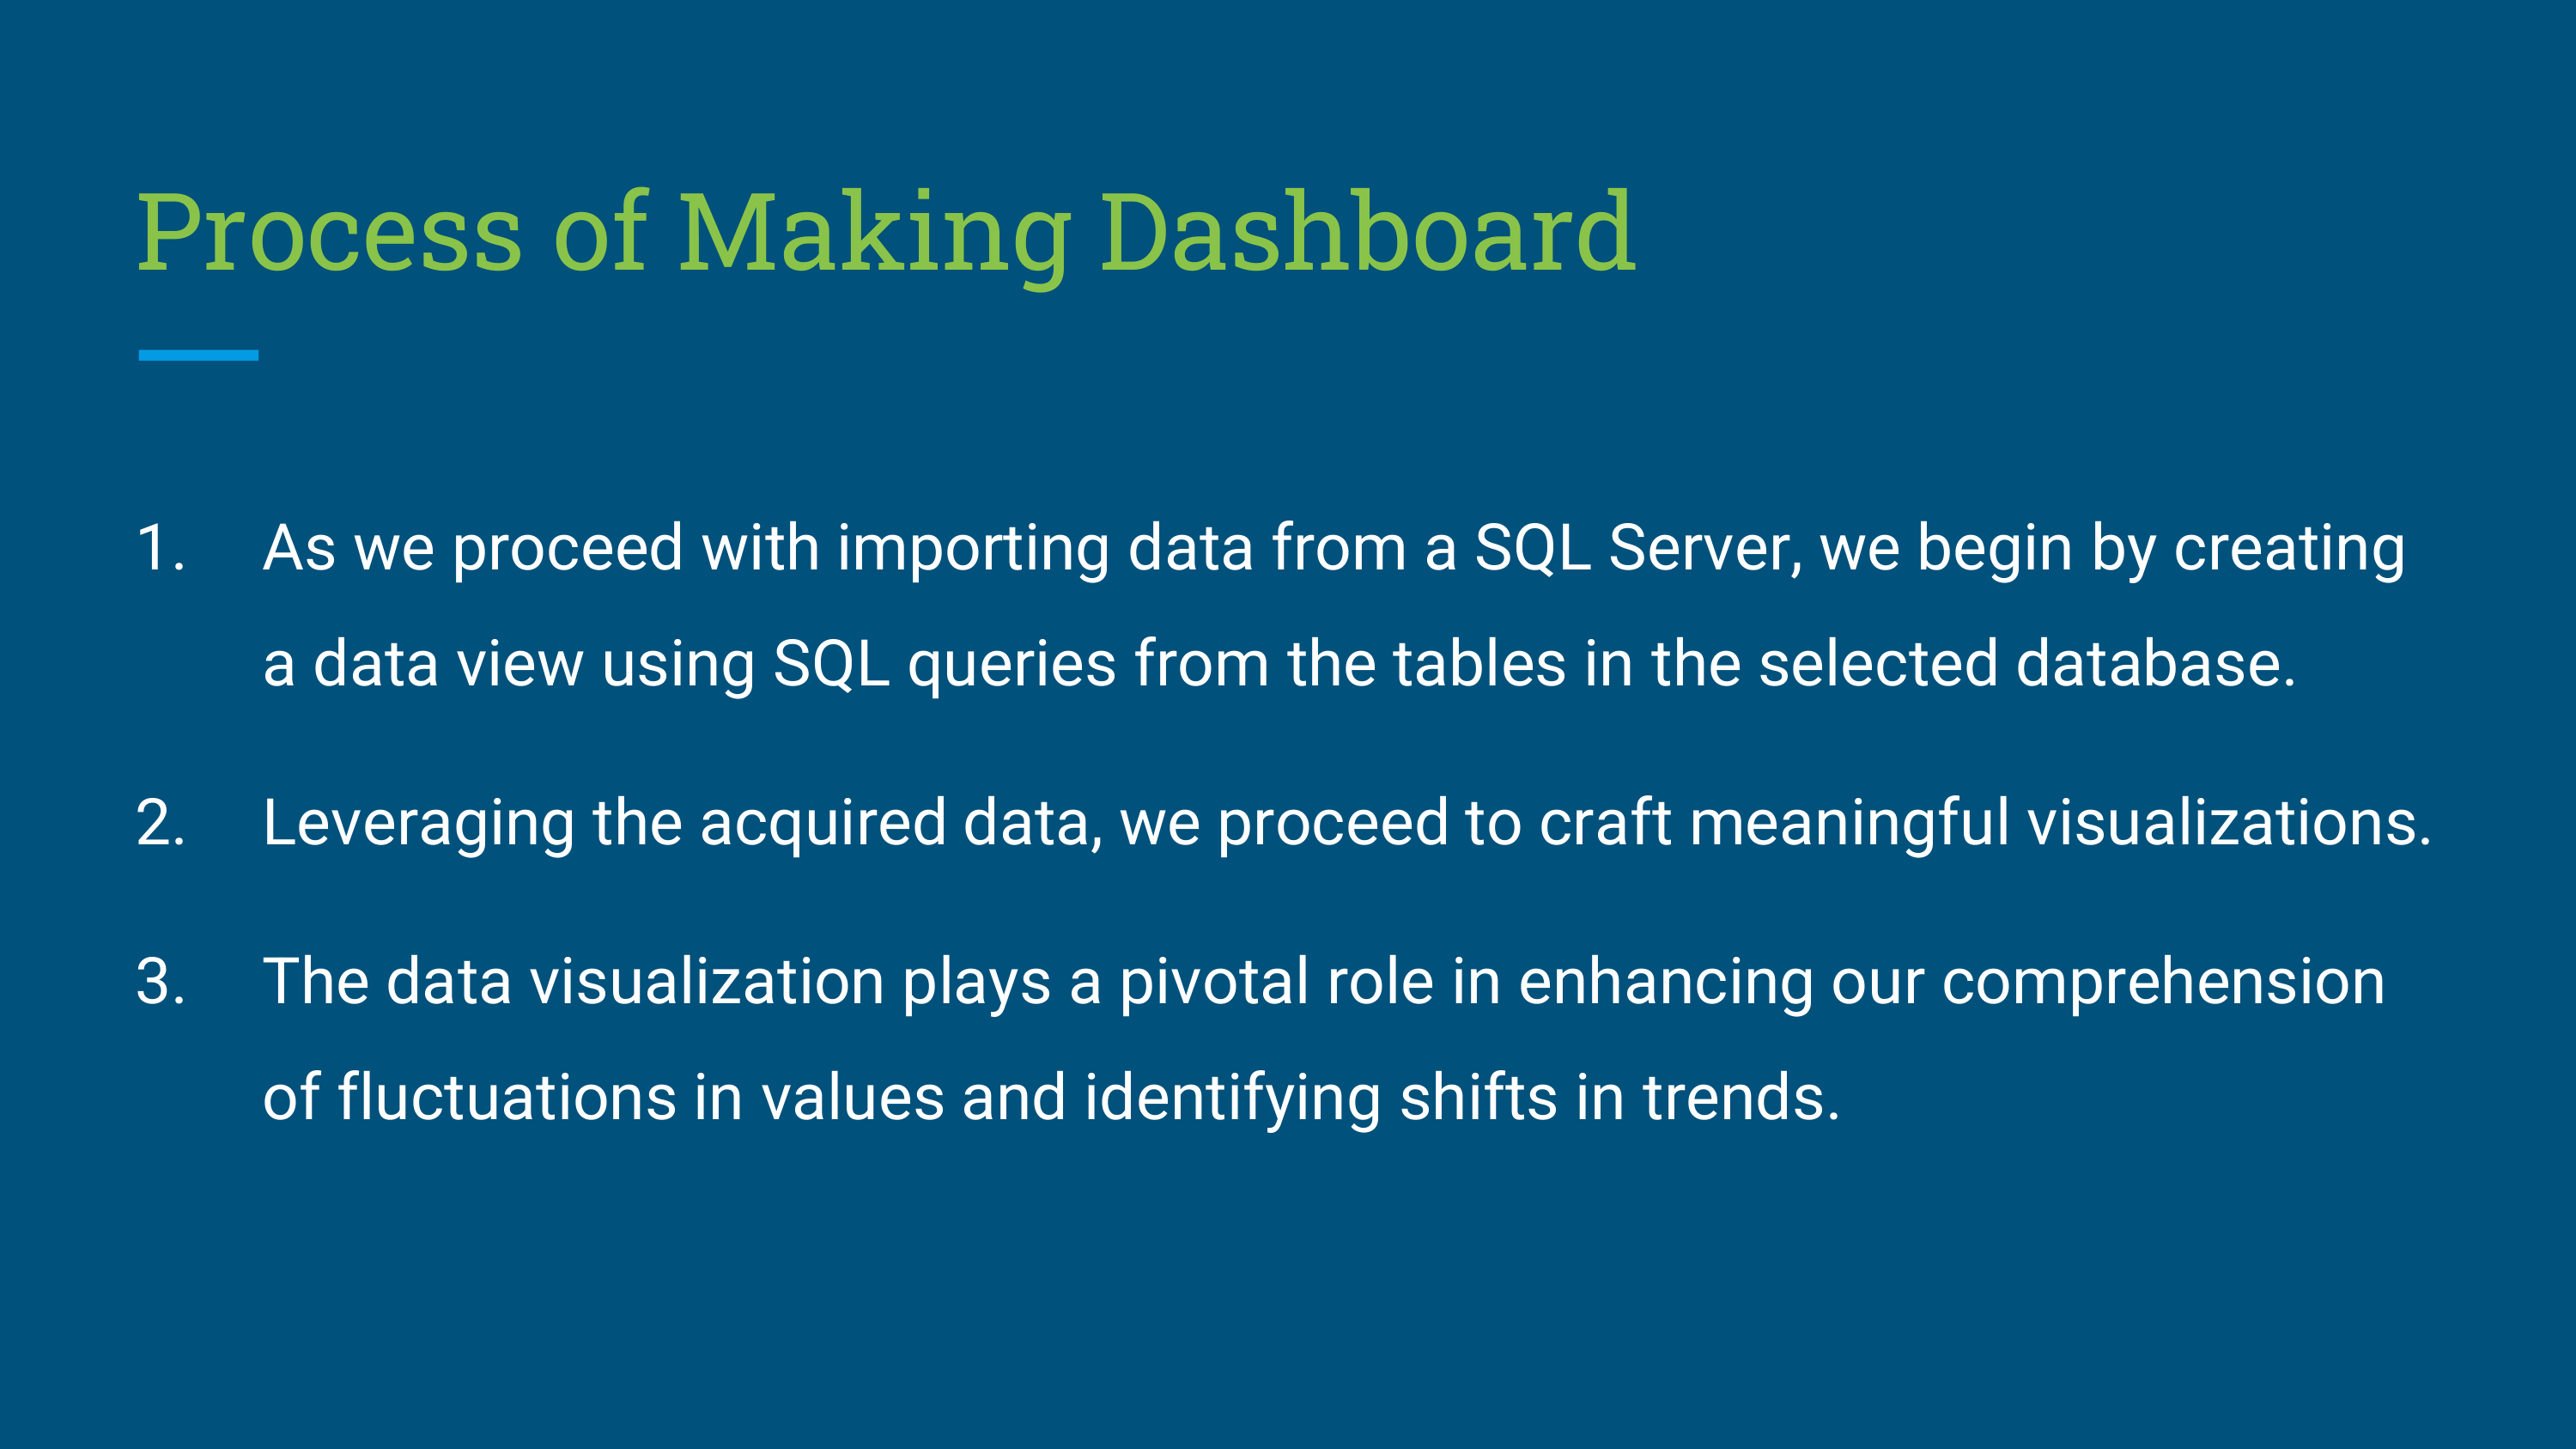 Process of Making Dashboard
1. As we proceed with importing data from a SQL Server, we begin by creating
a data view using SQL queries from the tables in the selected database.
2. Leveraging the acquired data, we proceed to craft meaningful visualizations.
3. The data visualization plays a pivotal role in enhancing our comprehension
of fluctuations in values and identifying shifts in trends.